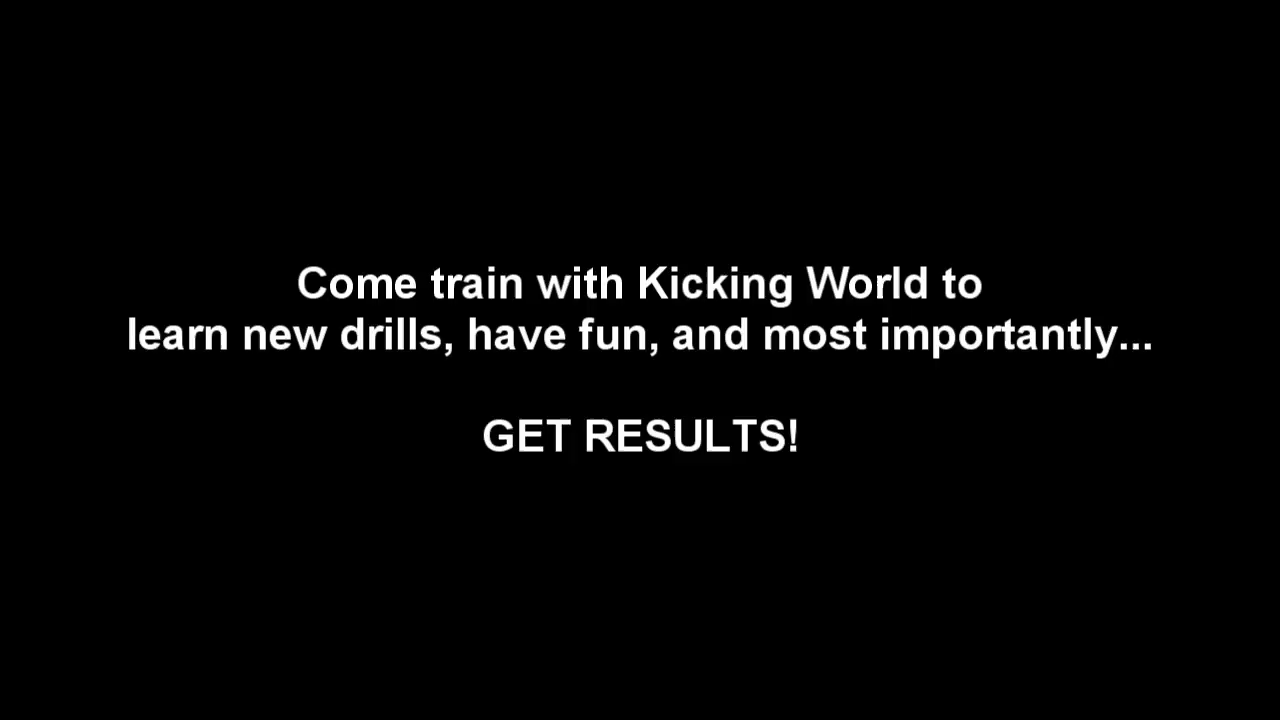 Come train with Kicking World to
learn new drills, have fun, and most importantly...
GET RESULTS!